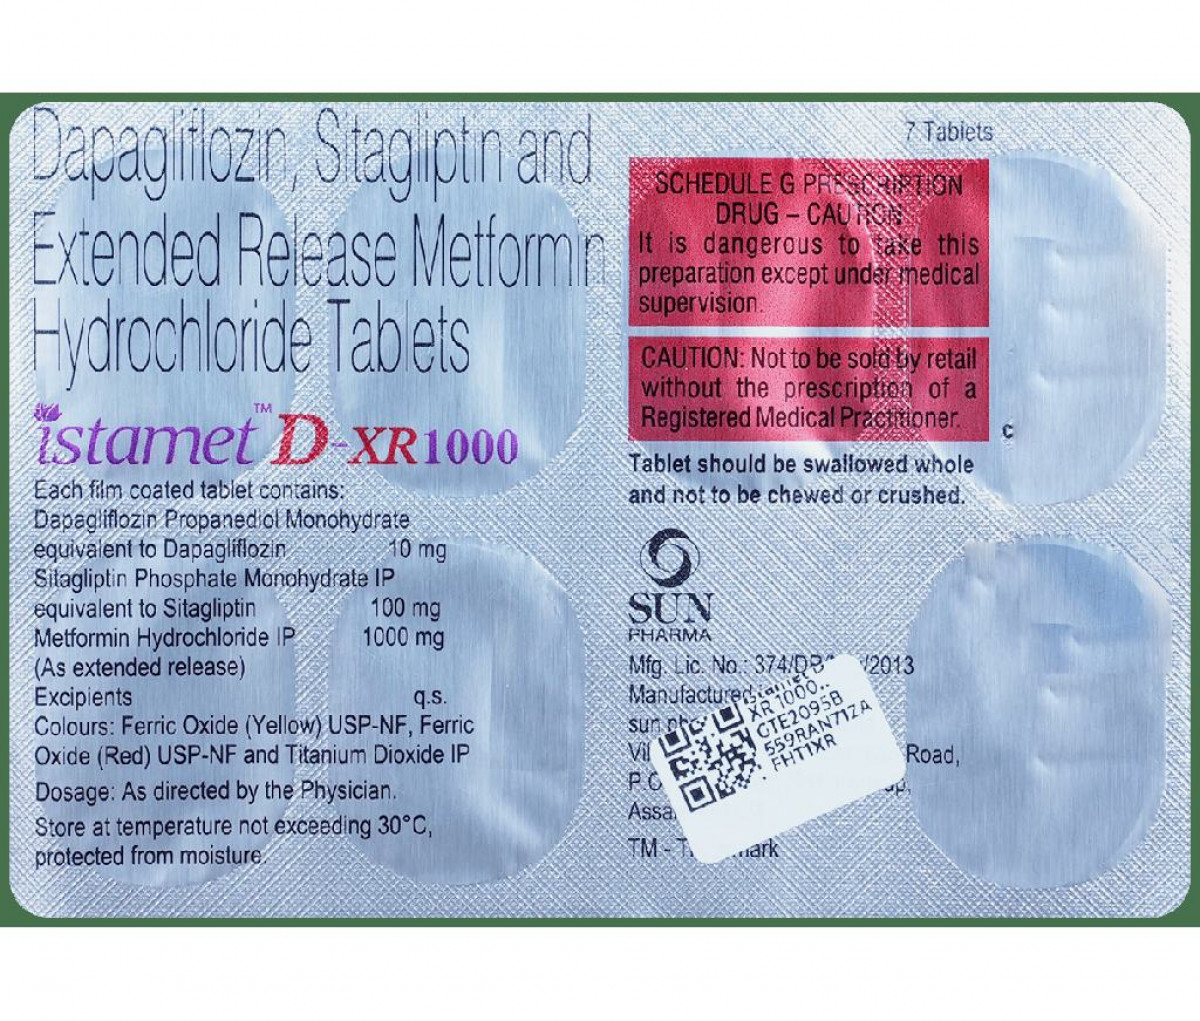 Dapagliflozin, Sitagliptin and
Extended Release Metformin
Hydrochloride Tablets
istamet™ D-XR1000
Each film coated tablet contains:
Dapagliflozin Propanediol Monohydrate
equivalent to Dapagliflozin 10 mg
Sitagliptin Phosphate Monohydrate IP
equivalent to Sitagliptin 100 mg
Metformin Hydrochloride IP 1000 mg
(As extended release)
Excipients q.s.
Colours: Ferric Oxide (Yellow) USP-NF, Ferric
Oxide (Red) USP-NF and Titanium Dioxide IP
Dosage: As directed by the Physician.
Store at temperature not exceeding 30°C,
protected from moisture.
7 Tablets
SCHEDULE G PRESCRIPTION
DRUG – CAUTION
It is dangerous to take this
preparation except under medical
supervision.
CAUTION: Not to be sold by retail
without the prescription of a
Registered Medical Practitioner.
Tablet should be swallowed whole
and not to be chewed or crushed.
SUN
PHARMA
Mfg. Lic. No.: 374/DR /2013
Manufactured
sun
Road,
TM -
XR 1000..
GTE2095B
559RAN71ZA
FHT1XR